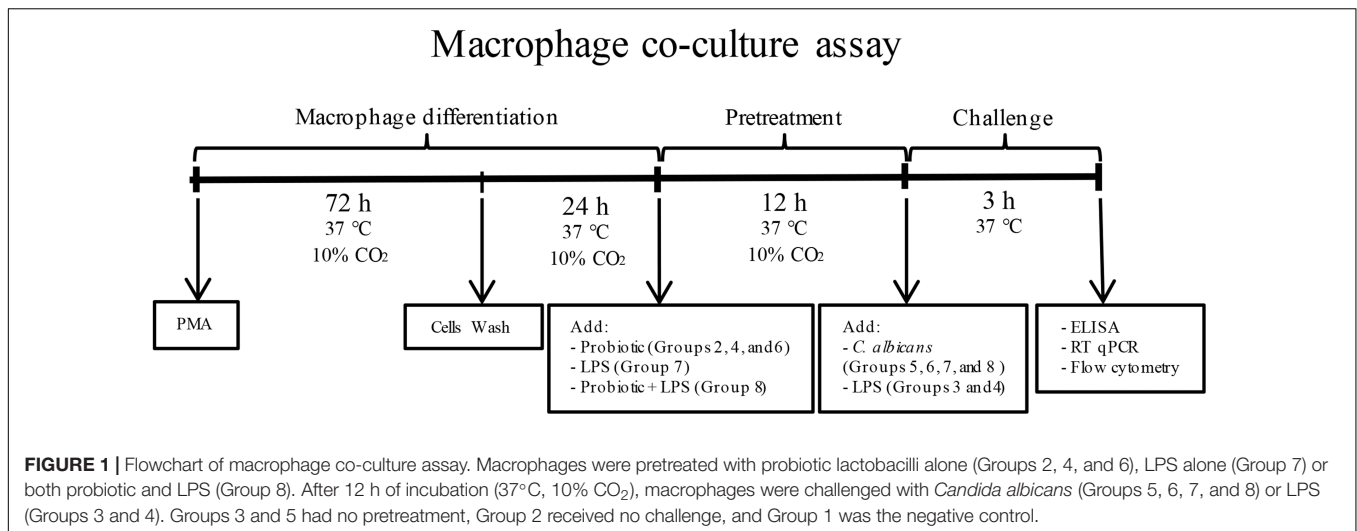 Macrophage co-culture assay
Macrophage differentiation
Pretreatment
Challenge
72 h
37 °C
10% CO2
24 h
37 °C
10% CO2
12 h
37 °C
10% CO2
3 h
37 °C
PMA
Cells Wash
Add:
- Probiotic (Groups 2, 4, and 6)
- LPS (Group 7)
- Probiotic + LPS (Group 8)
Add:
- C. albicans
(Groups 5, 6, 7, and 8 )
- LPS (Groups 3 and 4)
- ELISA
- RT qPCR
- Flow cytometry
FIGURE 1 | Flowchart of macrophage co-culture assay. Macrophages were pretreated with probiotic lactobacilli alone (Groups 2, 4, and 6), LPS alone (Group 7) or
both probiotic and LPS (Group 8). After 12 h of incubation (37°C, 10% CO2), macrophages were challenged with Candida albicans (Groups 5, 6, 7, and 8) or LPS
(Groups 3 and 4). Groups 3 and 5 had no pretreatment, Group 2 received no challenge, and Group 1 was the negative control.